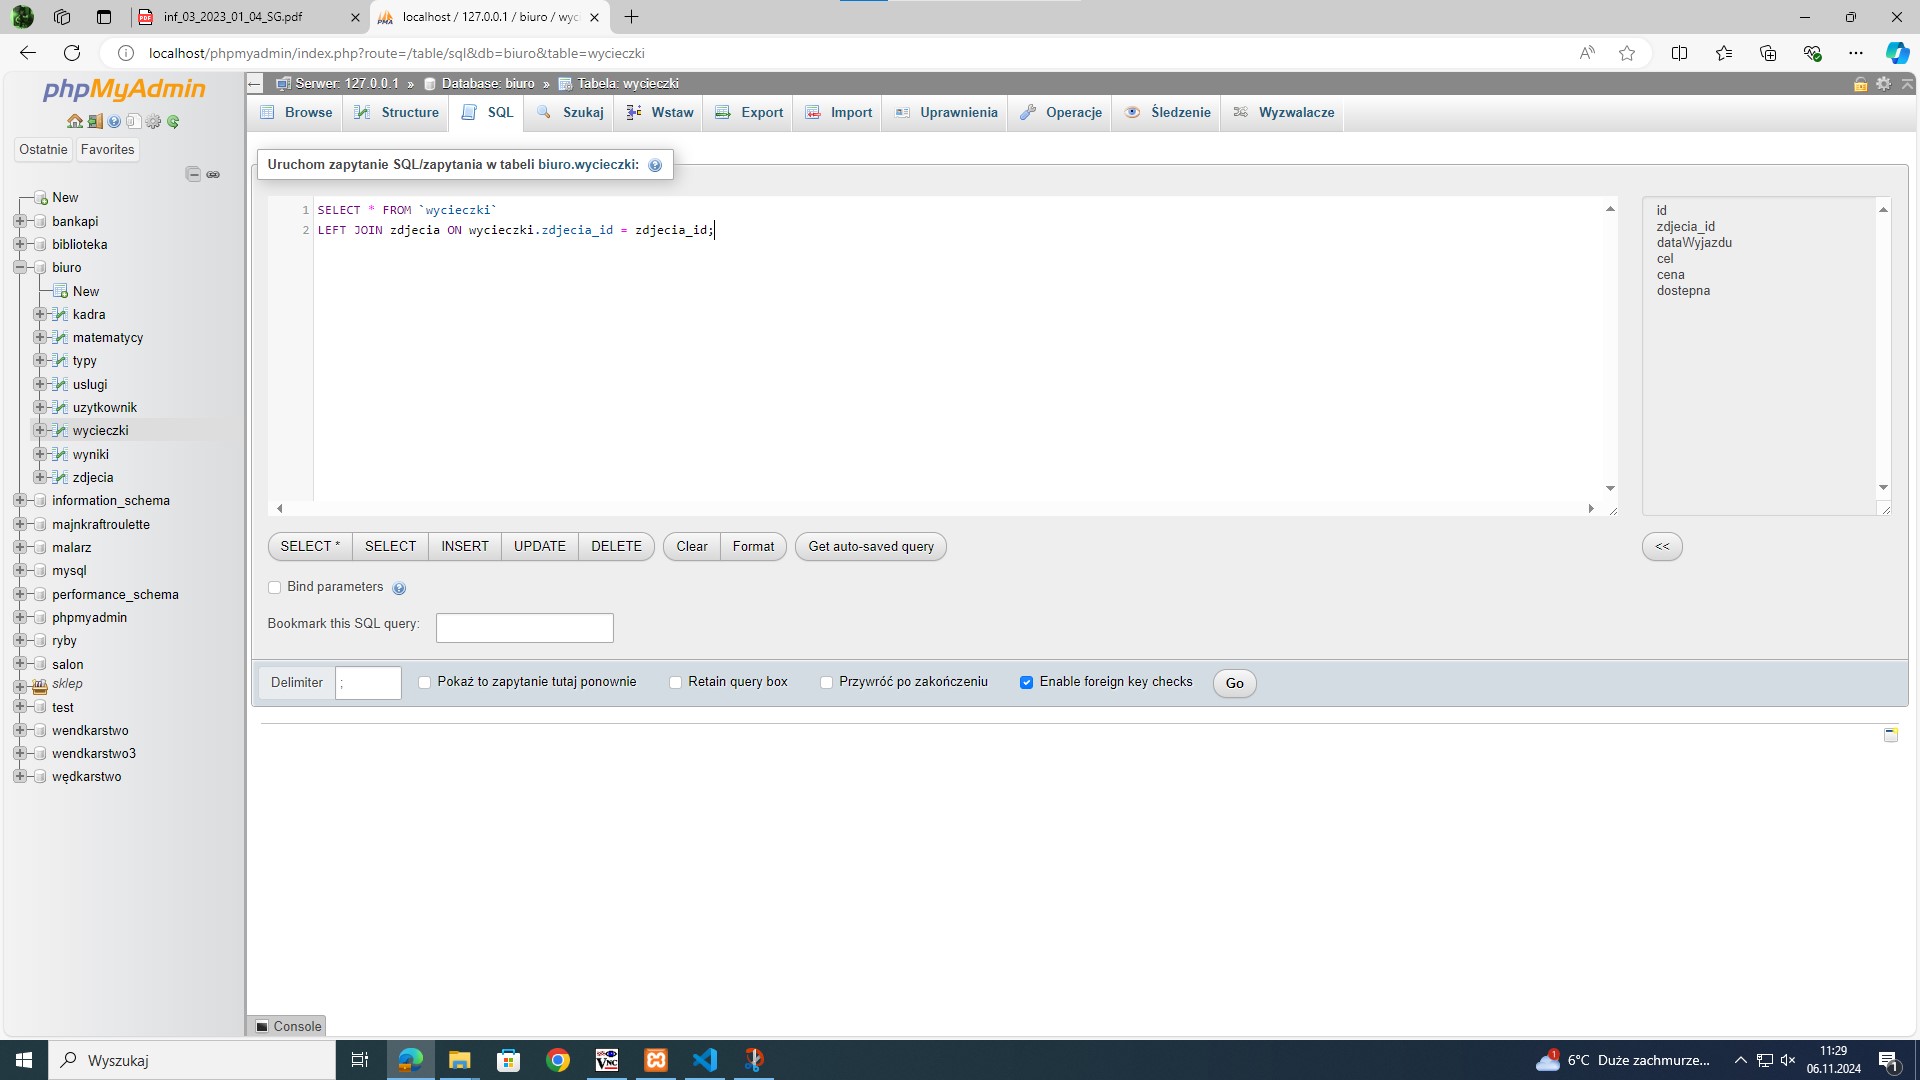 inf_03_2023_01_04_SG.pdf
localhost / 127.0.0.1 / biuro / wyc
localhost/phpmyadmin/index.php?route=/table/sql&db=biuro&table=wycieczki
phpMyAdmin
Ostatnie Favorites
New
bankapi
biblioteka
biuro
New
kadra
matematycy
typy
uslugi
uzytkownik
wycieczki
wyniki
zdjecia
information_schema
majnkraftroulette
malarz
mysql
performance_schema
phpmyadmin
ryby
salon
sklep
test
wendkarstwo
wendkarstwo3
wędkarstwo
Serwer: 127.0.0.1 » Database: biuro » Tabela: wycieczki
Browse Structure SQL Szukaj Wstaw Export Import Uprawnienia Operacje Śledzenie Wyzwalacze
Uruchom zapytanie SQL/zapytania w tabeli biuro.wycieczki:
1 SELECT * FROM `wycieczki`
2 LEFT JOIN zdjecia ON wycieczki.zdjecia_id = zdjecia_id;
id
zdjecia_id
dataWyjazdu
cel
cena
dostepna
SELECT * SELECT INSERT UPDATE DELETE Clear Format Get auto-saved query <<
Bind parameters
Bookmark this SQL query:
Delimiter ; Pokaż to zapytanie tutaj ponownie Retain query box Przywróć po zakończeniu Enable foreign key checks Go
Console
Wyszukaj
6°C Duże zachmurze...
11:29
06.11.2024